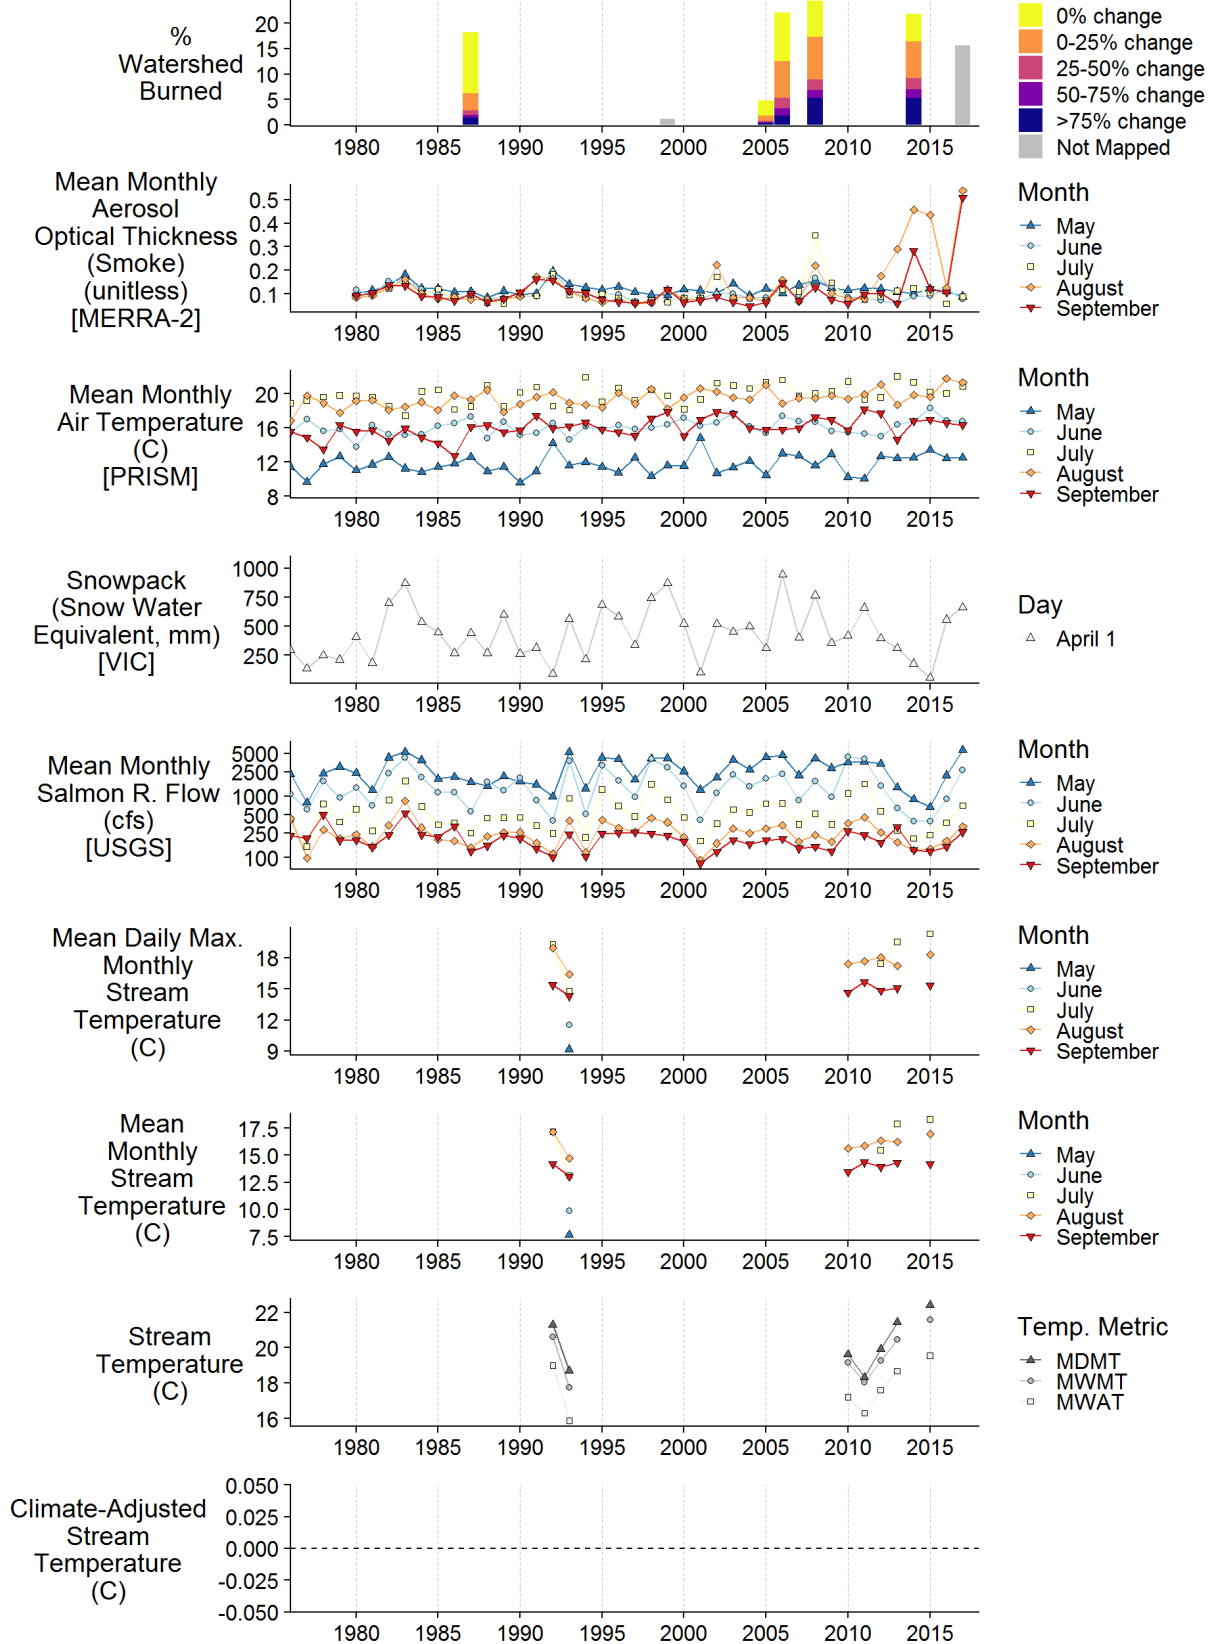 %
Watershed
Burned
20
15
10
5
0
1980 1985 1990 1995 2000 2005 2010 2015
0% change
0-25% change
25-50% change
50-75% change
>75% change
Not Mapped
Mean Monthly
Aerosol
Optical Thickness
(Smoke)
(unitless)
[MERRA-2]
0.5
0.4
0.3
0.2
0.1
1980 1985 1990 1995 2000 2005 2010 2015
Month
May
June
July
August
September
Mean Monthly
Air Temperature
(C)
[PRISM]
20
16
12
8
1980 1985 1990 1995 2000 2005 2010 2015
Month
May
June
July
August
September
Snowpack
(Snow Water
Equivalent, mm)
[VIC]
1000
750
500
250
1980 1985 1990 1995 2000 2005 2010 2015
Day
April 1
Mean Monthly
Salmon R. Flow
(cfs)
[USGS]
5000
2500
1000
500
250
100
1980 1985 1990 1995 2000 2005 2010 2015
Month
May
June
July
August
September
Mean Daily Max.
Monthly
Stream
Temperature
(C)
18
15
12
9
1980 1985 1990 1995 2000 2005 2010 2015
Month
May
June
July
August
September
Mean
Monthly
Stream
Temperature
(C)
17.5
15.0
12.5
10.0
7.5
1980 1985 1990 1995 2000 2005 2010 2015
Month
May
June
July
August
September
Stream
Temperature
(C)
22
20
18
16
1980 1985 1990 1995 2000 2005 2010 2015
Temp. Metric
MDMT
MWMT
MWAT
Climate-Adjusted
Stream
Temperature
(C)
0.050
0.025
0.000
-0.025
-0.050
1980 1985 1990 1995 2000 2005 2010 2015